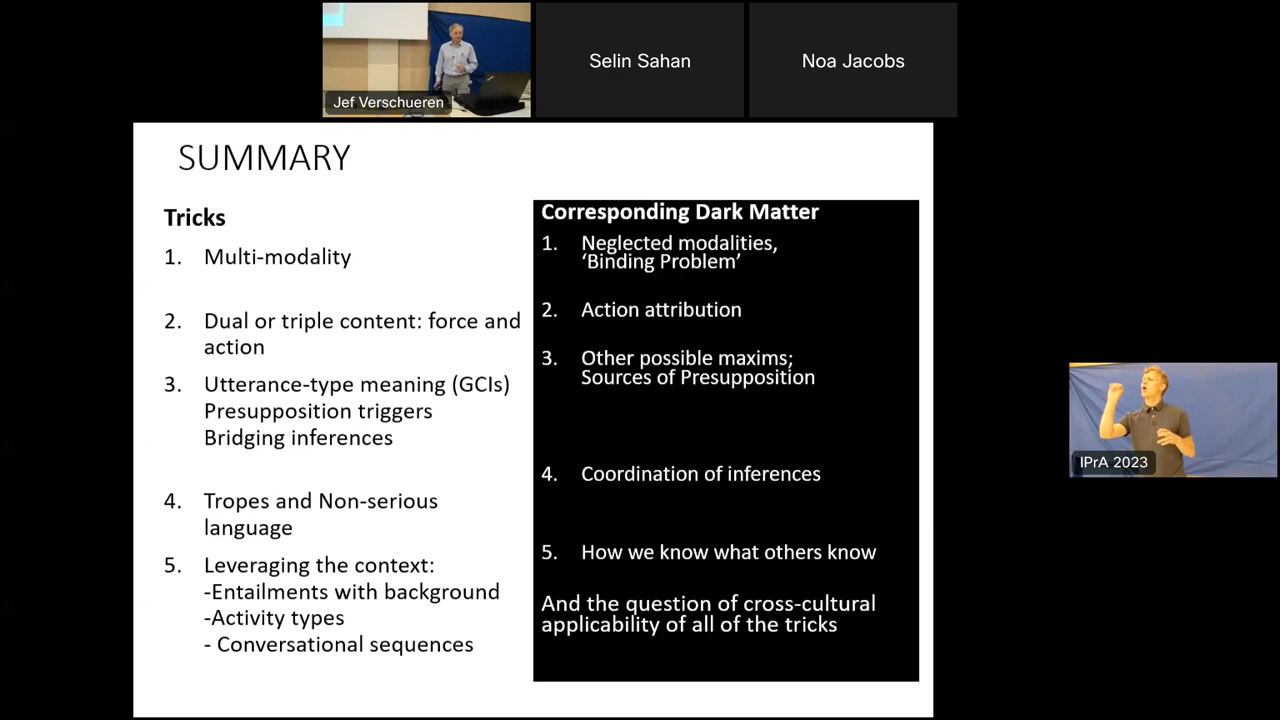 Jef Verschueren
Selin Sahan
Noa Jacobs
SUMMARY
Tricks
1. Multi-modality
2. Dual or triple content: force and
action
3. Utterance-type meaning (GCIs)
Presupposition triggers
Bridging inferences
4. Tropes and Non-serious
language
5. Leveraging the context:
-Entailments with background
-Activity types
- Conversational sequences
Corresponding Dark Matter
1. Neglected modalities,
‘Binding Problem’
2. Action attribution
3. Other possible maxims;
Sources of Presupposition
4. Coordination of inferences
5. How we know what others know
And the question of cross-cultural
applicability of all of the tricks
IPrA 2023